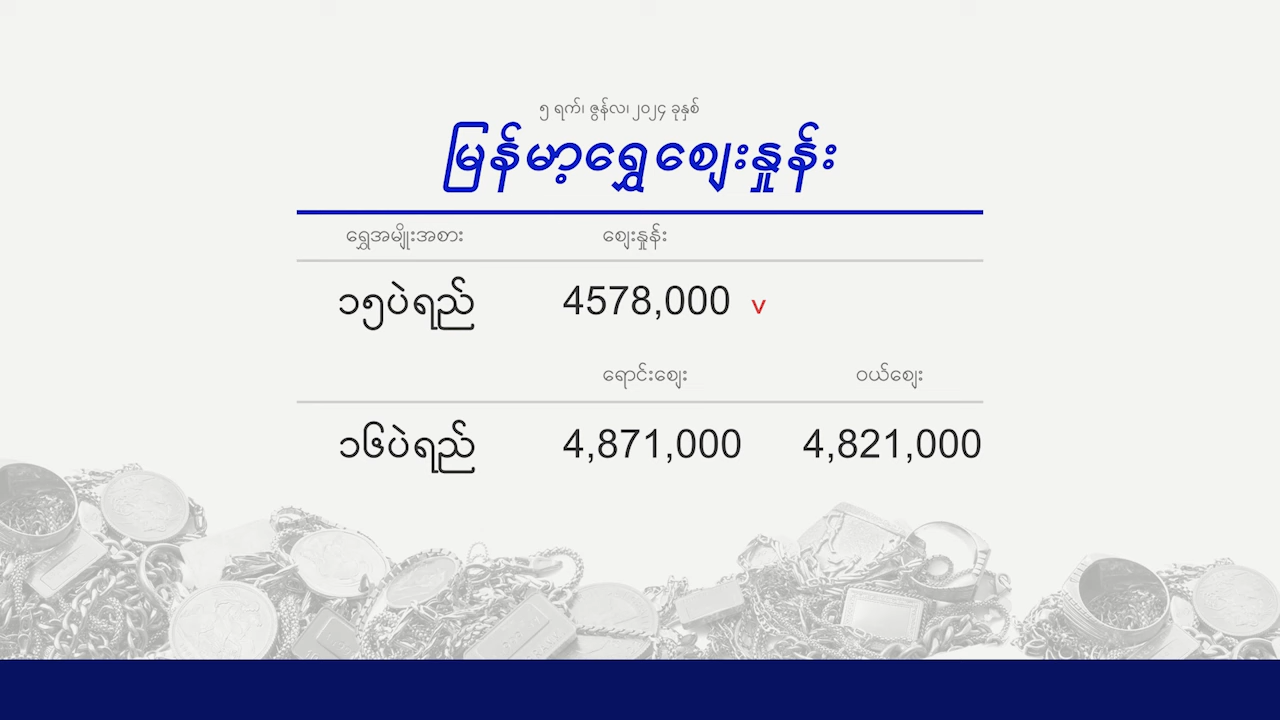 ၅ ရက်၊ ဇွန်လ၊၂၀၂၄ ခုနှစ်
မြန်မာ့ရွှေဈေးနှုန်း
ရွှေအမျိုးအစား ဈေးနှုန်း
၁၅ပဲရည် 4578,000 v
ရောင်းဈေး ဝယ်ဈေး
၁၆ပဲရည် 4,871,000 4,821,000